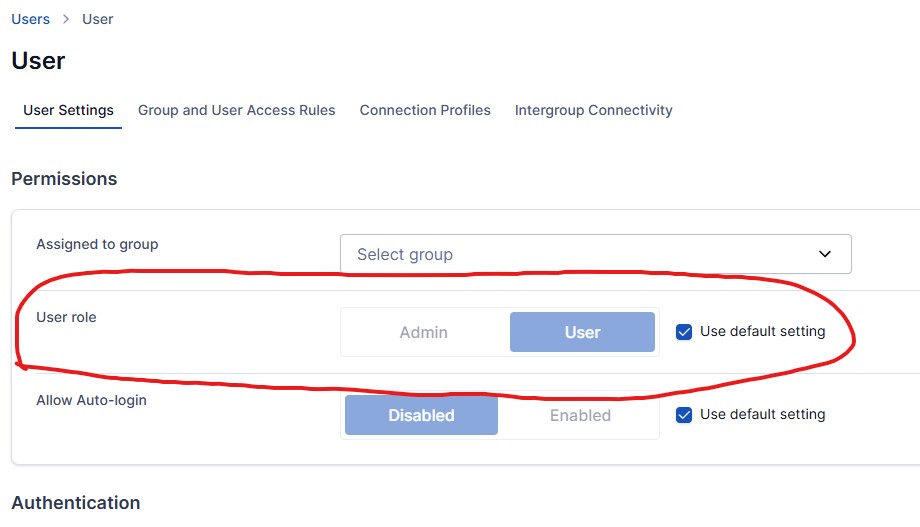 Users > User
User
User Settings Group and User Access Rules Connection Profiles Intergroup Connectivity
Permissions
Assigned to group Select group
User role Admin User Use default setting
Allow Auto-login Disabled Enabled Use default setting
Authentication